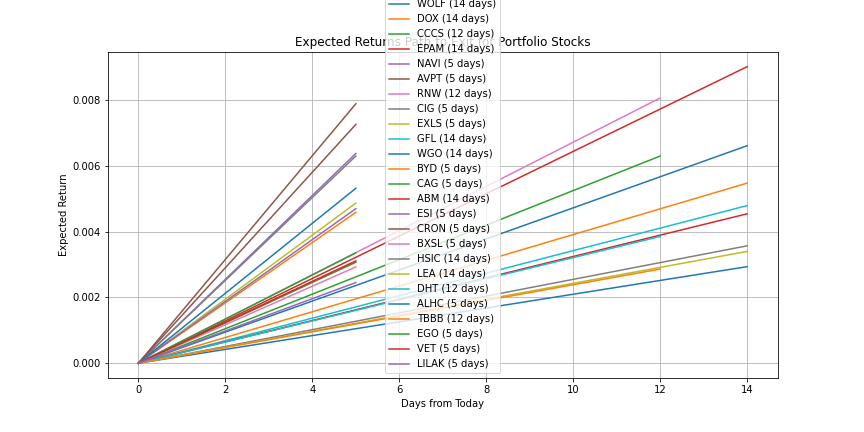 WOLF (14 days)
DOX (14 days)
CCCS (12 days)
Expected Returns Path to Exit for Portfolio Stocks
EPAM (14 days)
NAVI (5 days)
AVPT (5 days)
RNW (12 days)
CIG (5 days)
EXLS (5 days)
GFL (14 days)
WGO (14 days)
BYD (5 days)
CAG (5 days)
ABM (14 days)
ESI (5 days)
CRON (5 days)
BXSL (5 days)
HSIC (14 days)
LEA (14 days)
DHT (12 days)
ALHC (5 days)
TBBB (12 days)
EGO (5 days)
VET (5 days)
LILAK (5 days)
Expected Return
0.008
0.006
0.004
0.002
0.000
0 2 4 6 8 10 12 14
Days from Today